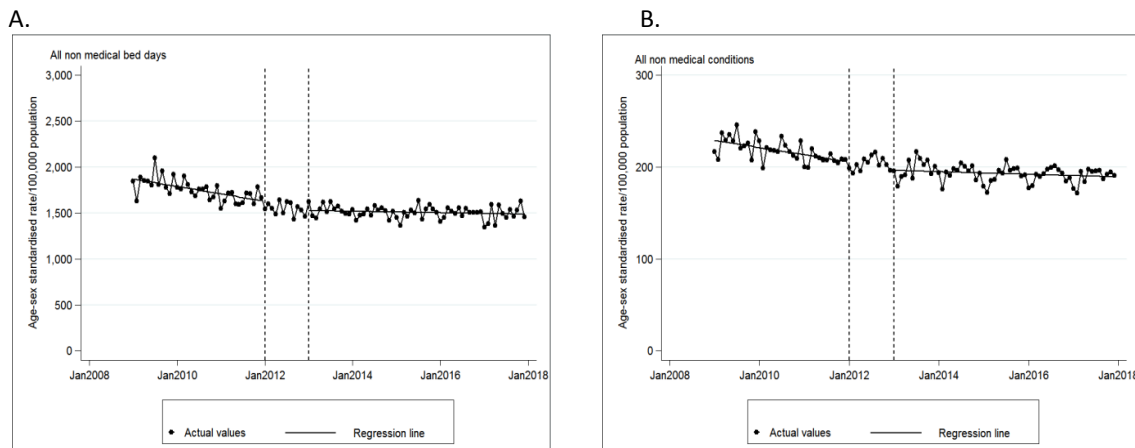 A.
All non medical bed days
Age-sex standardised rate/100,000 population
3,000
2,500
2,000
1,500
1,000
500
0
Jan2008 Jan2010 Jan2012 Jan2014 Jan2016 Jan2018
Actual values Regression line
B.
All non medical conditions
Age-sex standardised rate/100,000 population
300
200
100
0
Jan2008 Jan2010 Jan2012 Jan2014 Jan2016 Jan2018
Actual values Regression line